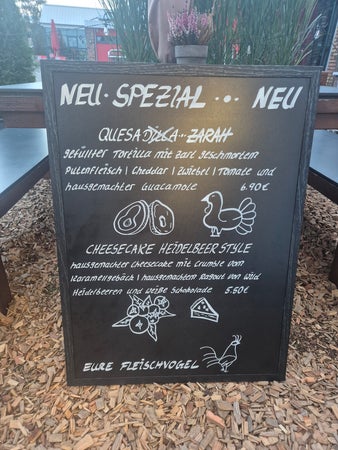 NEU · SPEZIAL ··· NEU
QUESADILLA - ZARAH
gefüllter Tortilla mit Zart geschmortem
Putenfleisch | Cheddar | Zwiebel | Tomate und
hausgemachter Guacamole 6.90€
CHEESECAKE HEIDELBEER STYLE
hausgemachter Cheesecake mit Crumble vom
Karamellgebäck | hausgemachtem Ragout von Wild
Heidelbeeren und weiße Schokolade 5.50€
EURE FLEISCHVOGEL